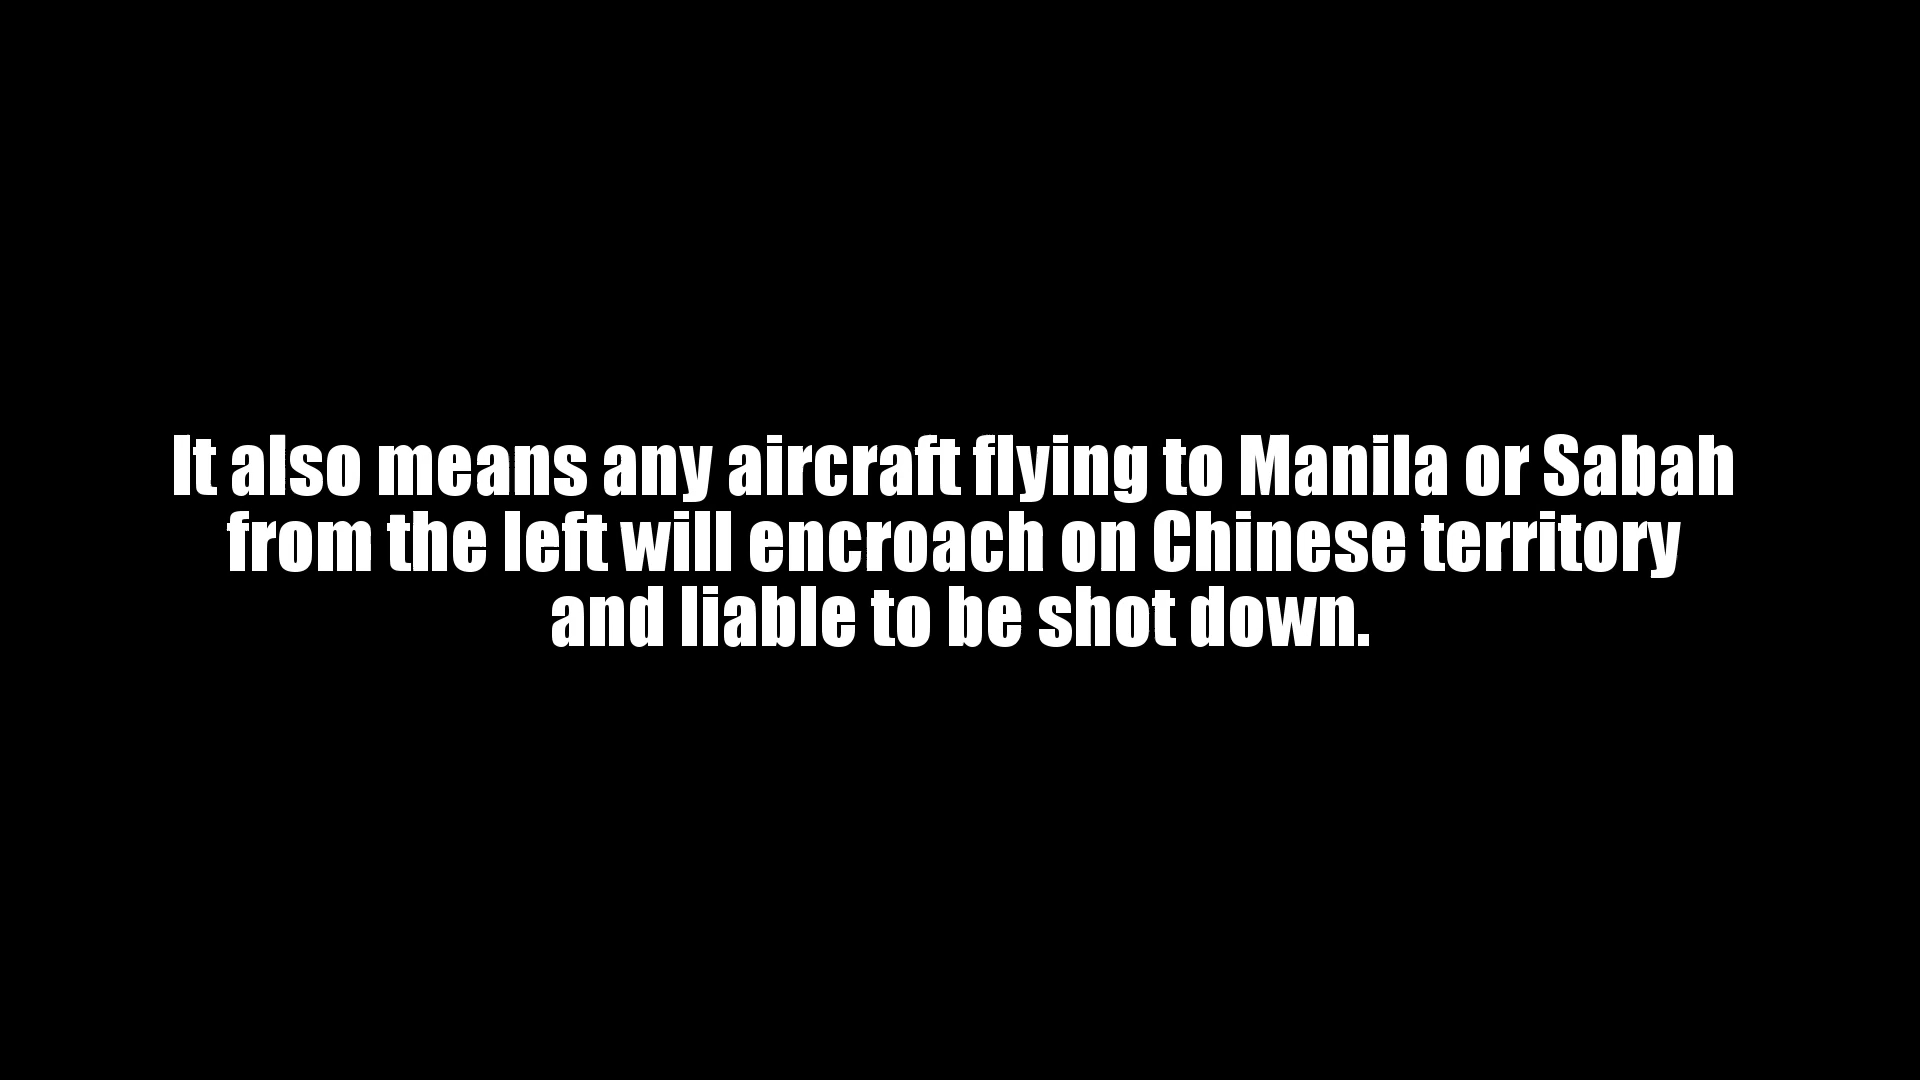 It also means any aircraft flying to Manila or Sabah
from the left will encroach on Chinese territory
and liable to be shot down.